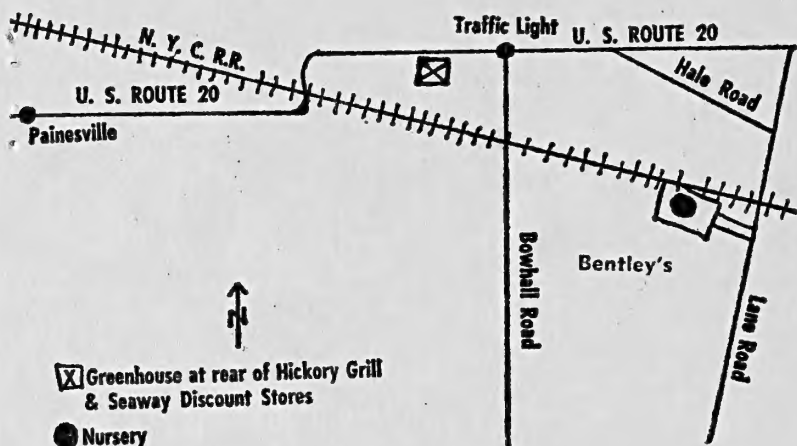 Traffic Light
U. S. ROUTE 20
N. Y. C. R.R.
Hale Road
U. S. ROUTE 20
Painesville
Bentley's
Bowhall Road
Lane Road
N
X Greenhouse at rear of Hickory Grill
& Seaway Discount Stores
Nursery